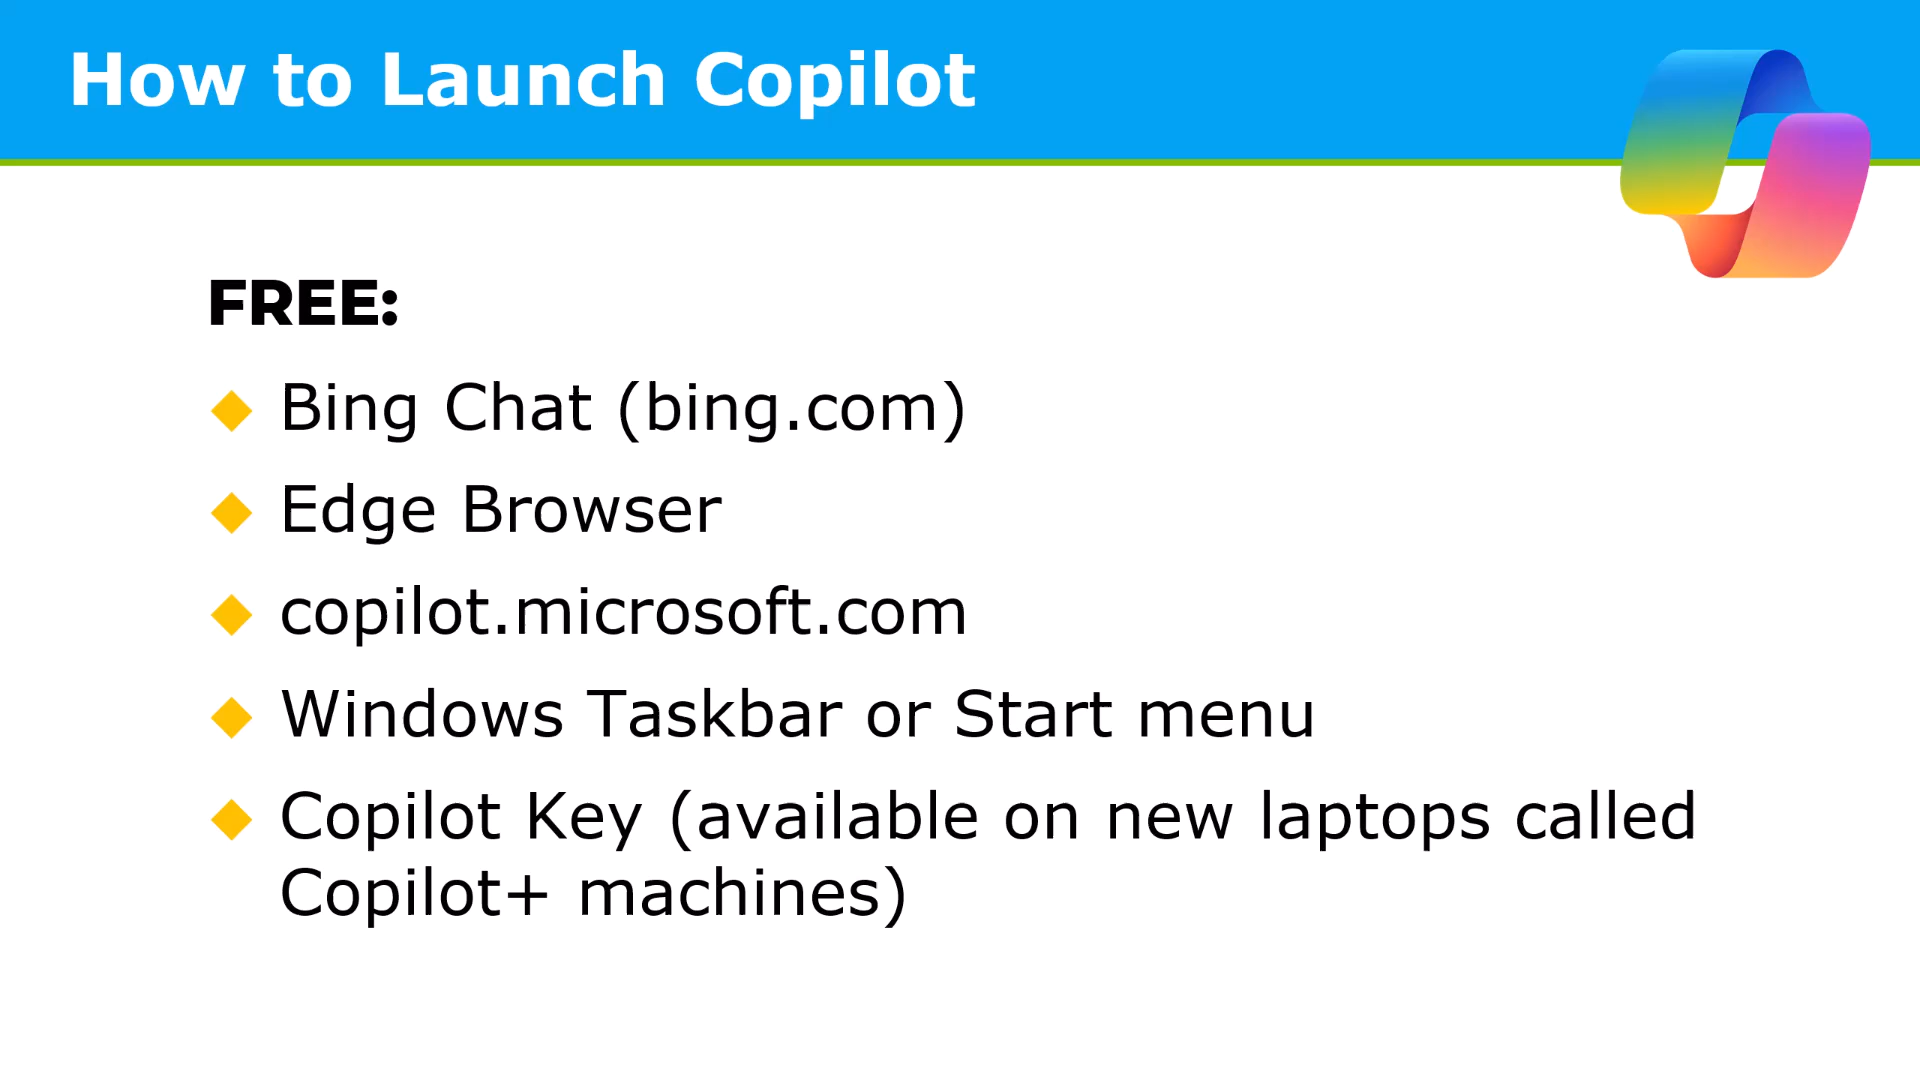 How to Launch Copilot
FREE:
Bing Chat (bing.com)
Edge Browser
copilot.microsoft.com
Windows Taskbar or Start menu
Copilot Key (available on new laptops called
Copilot+ machines)